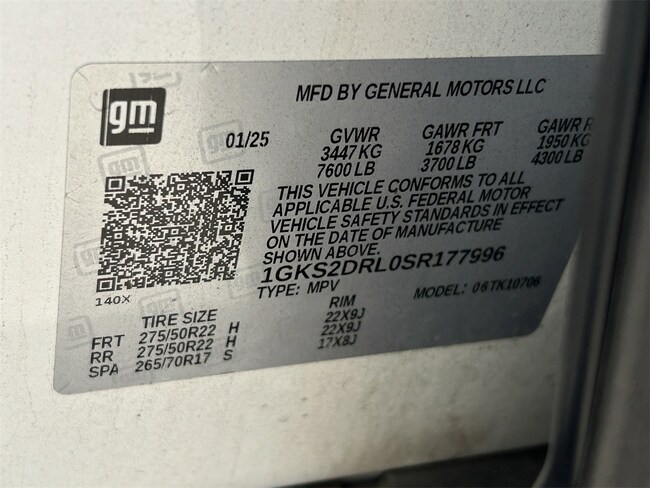 gm
MFD BY GENERAL MOTORS LLC
01/25
GVWR GAWR FRT GAWR R
3447 KG 1678 KG 1950 KG
7600 LB 3700 LB 4300 LB
THIS VEHICLE CONFORMS TO ALL
APPLICABLE U.S. FEDERAL MOTOR
VEHICLE SAFETY STANDARDS IN EFFECT
ON THE DATE OF MANUFACTURE
SHOWN ABOVE.
1GKS2DRL0SR177996
TYPE: MPV MODEL: 06TK10706
140X
TIRE SIZE RIM
FRT 275/50R22 H 22X9J
RR 275/50R22 H 22X9J
SPA 265/70R17 S 17X8J